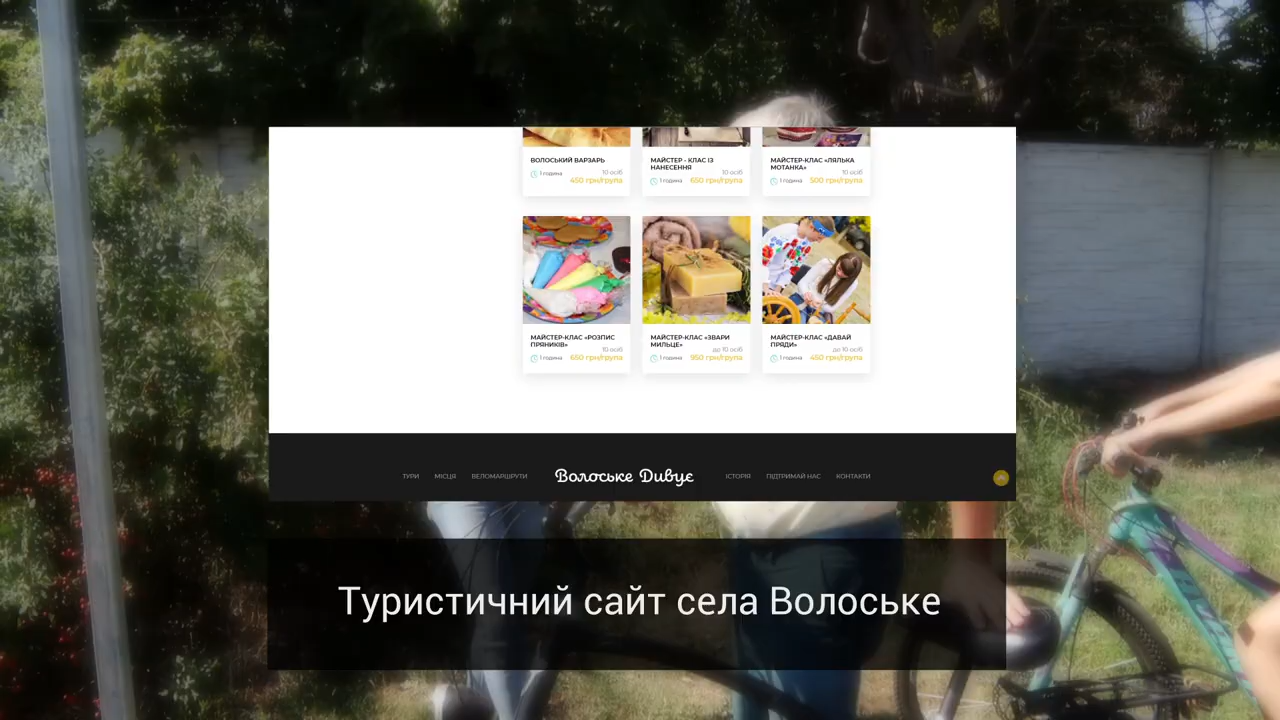 ВОЛОСЬКИЙ ВАРЗАРЬ
1 година
10 осіб
450 грн/група
МАЙСТЕР - КЛАС ІЗ
НАНЕСЕННЯ
1 година
10 осіб
650 грн/група
МАЙСТЕР-КЛАС «ЛЯЛЬКА
МОТАНКА»
1 година
10 осіб
500 грн/група
МАЙСТЕР-КЛАС «РОЗПИС
ПРЯНИКІВ»
1 година
10 осіб
650 грн/група
МАЙСТЕР-КЛАС «ЗВАРИ
МИЛЬЦЕ»
1 година
до 10 осіб
950 грн/група
МАЙСТЕР-КЛАС «ДАВАЙ
ПРЯДИ»
1 година
до 10 осіб
450 грн/група
ТУРИ МІСЦЯ ВЕЛОМАРШРУТИ Волоське Дивує ІСТОРІЯ ПІДТРИМАЙ НАС КОНТАКТИ
Туристичний сайт села Волоське